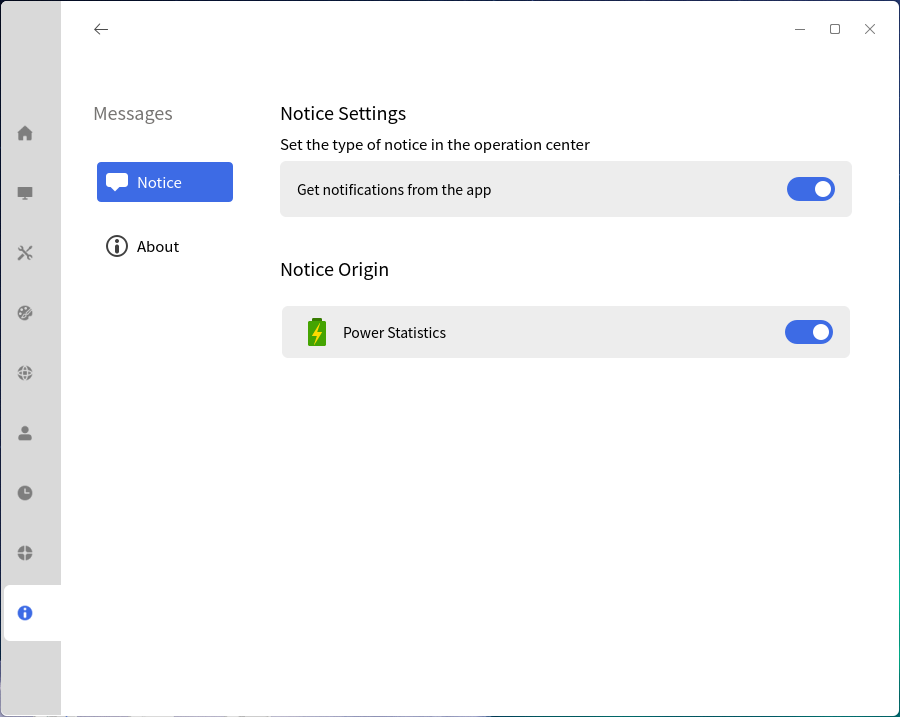 Messages
Notice
About
Notice Settings
Set the type of notice in the operation center
Get notifications from the app
Notice Origin
Power Statistics